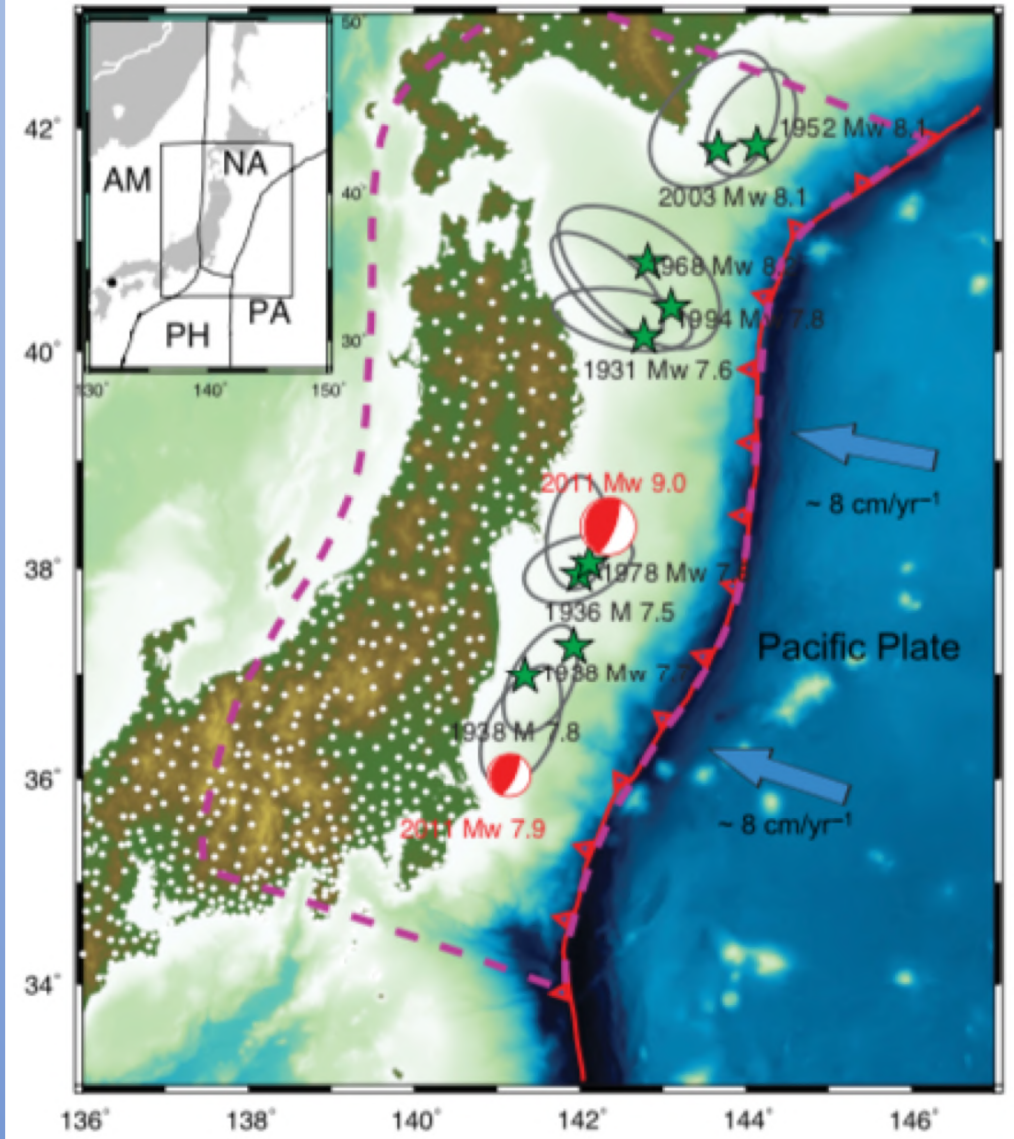 50°
42°
1952 Mw 8.1
NA
AM
40°
2003 Mw 8.1
1968 Mw 8.2
PA
1994 Mw 7.8
PH
30°
40°
1931 Mw 7.6
130° 140° 150°
2011 Mw 9.0
~ 8 cm/yr⁻¹
38°
1978 Mw
1936 M 7.5
Pacific Plate
1938 Mw 7.7
1938 M 7.8
36°
2011 Mw 7.9
~ 8 cm/yr⁻¹
34°
136° 138° 140° 142° 144° 146°